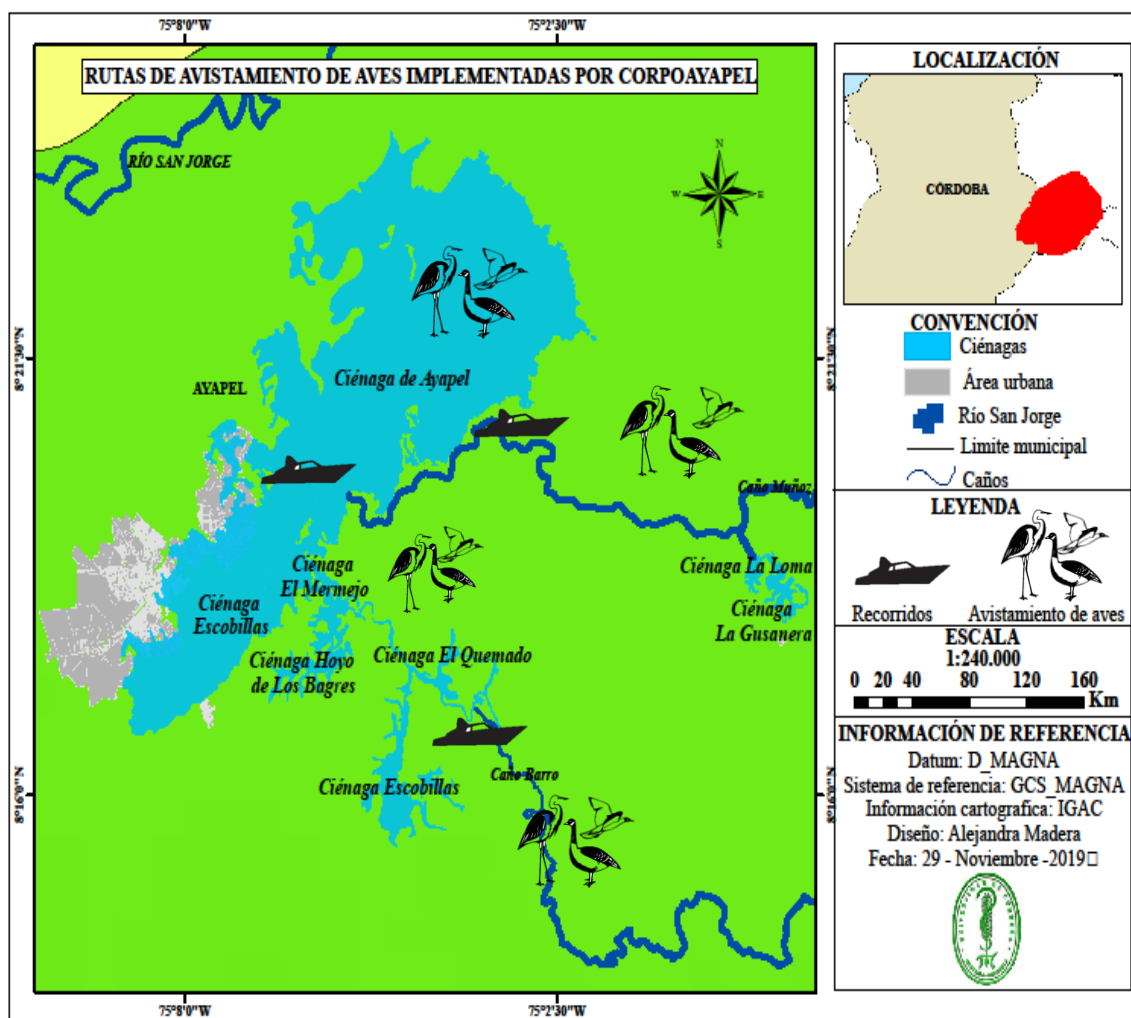 75°8'0"W
75°2'30"W
RUTAS DE AVISTAMIENTO DE AVES IMPLEMENTADAS POR CORPOAYAPEL
RÍO SAN JORGE
N
W
E
S
8°21'30"N
8°21'30"N
Ciénaga de Ayapel
AYAPEL
Caño Muñoz
Ciénaga
El Mermejo
Ciénaga La Loma
Ciénaga
Escobillas
Ciénaga
La Gusanera
Ciénaga Hoyo
de Los Bagres
Ciénaga El Quemado
Caño Barro
Ciénaga Escobillas
8°16'0"N
8°16'0"N
75°8'0"W
75°2'30"W
LOCALIZACIÓN
CÓRDOBA
CONVENCIÓN
Ciénagas
Área urbana
Río San Jorge
Limite municipal
Caños
LEYENDA
Recorridos
Avistamiento de aves
ESCALA
1:240.000
0 20 40 80 120 160
Km
INFORMACIÓN DE REFERENCIA
Datum: D_MAGNA
Sistema de referencia: GCS_MAGNA
Información cartografica: IGAC
Diseño: Alejandra Madera
Fecha: 29 - Noviembre -2019